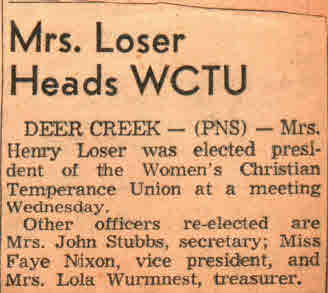 Mrs. Loser
Heads WCTU
DEER CREEK — (PNS) — Mrs.
Henry Loser was elected presi-
dent of the Women's Christian
Temperance Union at a meeting
Wednesday.
Other officers re-elected are
Mrs. John Stubbs, secretary; Miss
Faye Nixon, vice president, and
Mrs. Lola Wurmnest, treasurer.